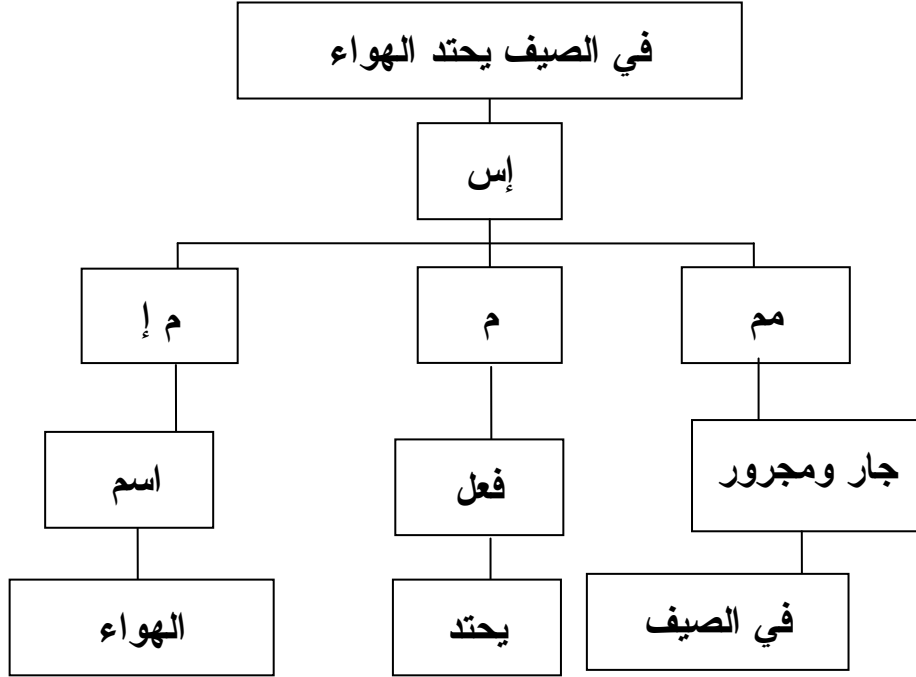 في الصيف يحتد الهواء
إس
مم
م
م إ
جار ومجرور
فعل
اسم
في الصيف
يحتد
الهواء